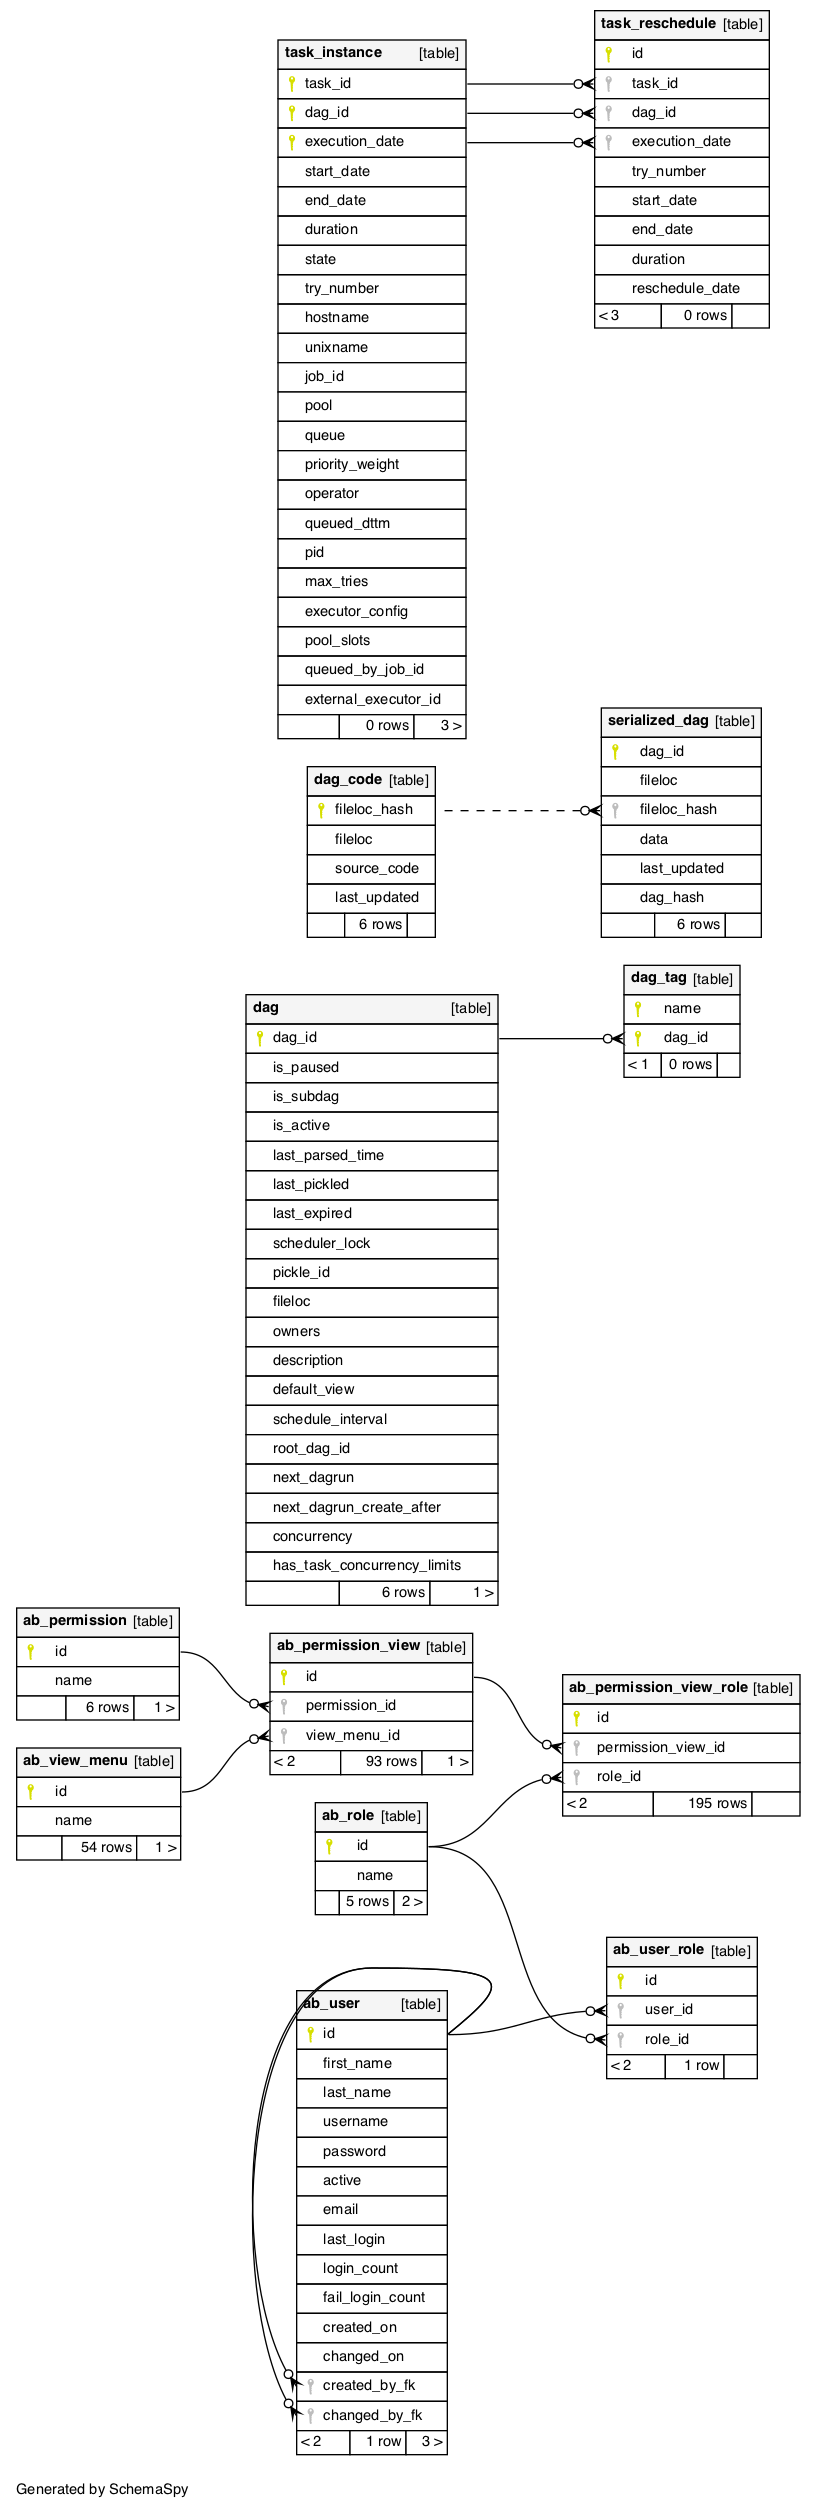 task_reschedule [table]
id
task_id
dag_id
execution_date
try_number
start_date
end_date
duration
reschedule_date
< 3 0 rows
task_instance [table]
task_id
dag_id
execution_date
start_date
end_date
duration
state
try_number
hostname
unixname
job_id
pool
queue
priority_weight
operator
queued_dttm
pid
max_tries
executor_config
pool_slots
queued_by_job_id
external_executor_id
0 rows 3 >
serialized_dag [table]
dag_id
fileloc
fileloc_hash
data
last_updated
dag_hash
6 rows
dag_code [table]
fileloc_hash
fileloc
source_code
last_updated
6 rows
dag_tag [table]
name
dag_id
< 1 0 rows
dag [table]
dag_id
is_paused
is_subdag
is_active
last_parsed_time
last_pickled
last_expired
scheduler_lock
pickle_id
fileloc
owners
description
default_view
schedule_interval
root_dag_id
next_dagrun
next_dagrun_create_after
concurrency
has_task_concurrency_limits
6 rows 1 >
ab_permission [table]
id
name
6 rows 1 >
ab_permission_view [table]
id
permission_id
view_menu_id
< 2 93 rows 1 >
ab_permission_view_role [table]
id
permission_view_id
role_id
< 2 195 rows
ab_view_menu [table]
id
name
54 rows 1 >
ab_role [table]
id
name
5 rows 2 >
ab_user_role [table]
id
user_id
role_id
< 2 1 row
ab_user [table]
id
first_name
last_name
username
password
active
email
last_login
login_count
fail_login_count
created_on
changed_on
created_by_fk
changed_by_fk
< 2 1 row 3 >
Generated by SchemaSpy